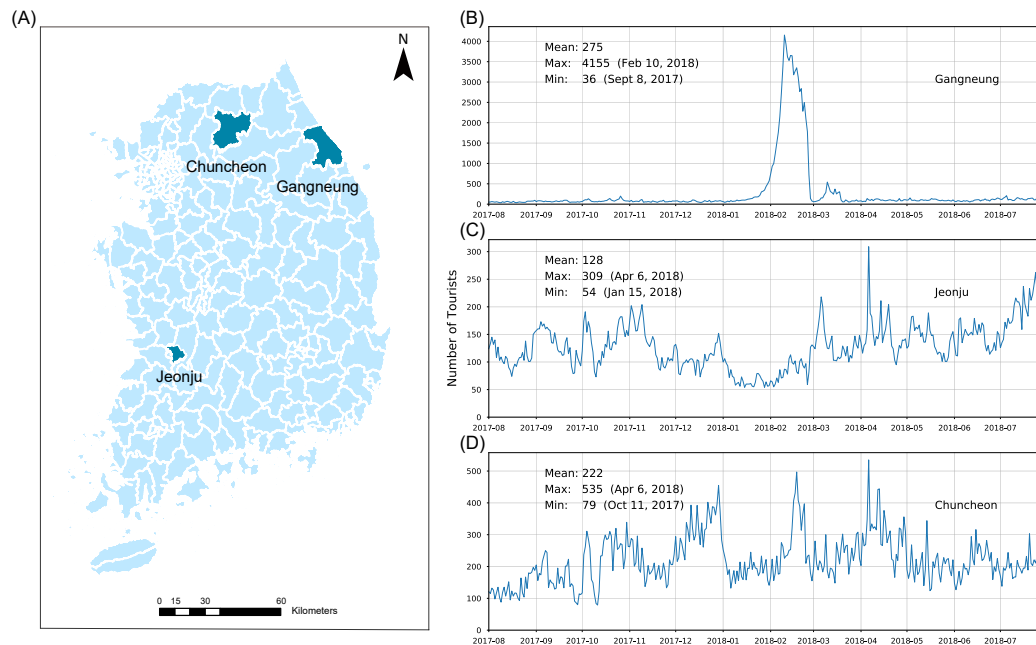 (A)
N
Chuncheon
Gangneung
Jeonju
0 15 30 60
Kilometers
(B)
Mean: 275
Max: 4155 (Feb 10, 2018)
Min: 36 (Sept 8, 2017)
Gangneung
4000
3500
3000
2500
2000
1500
1000
500
0
2017-08 2017-09 2017-10 2017-11 2017-12 2018-01 2018-02 2018-03 2018-04 2018-05 2018-06 2018-07
(C)
Number of Tourists
Mean: 128
Max: 309 (Apr 6, 2018)
Min: 54 (Jan 15, 2018)
Jeonju
300
250
200
150
100
50
0
2017-08 2017-09 2017-10 2017-11 2017-12 2018-01 2018-02 2018-03 2018-04 2018-05 2018-06 2018-07
(D)
Mean: 222
Max: 535 (Apr 6, 2018)
Min: 79 (Oct 11, 2017)
Chuncheon
500
400
300
200
100
0
2017-08 2017-09 2017-10 2017-11 2017-12 2018-01 2018-02 2018-03 2018-04 2018-05 2018-06 2018-07